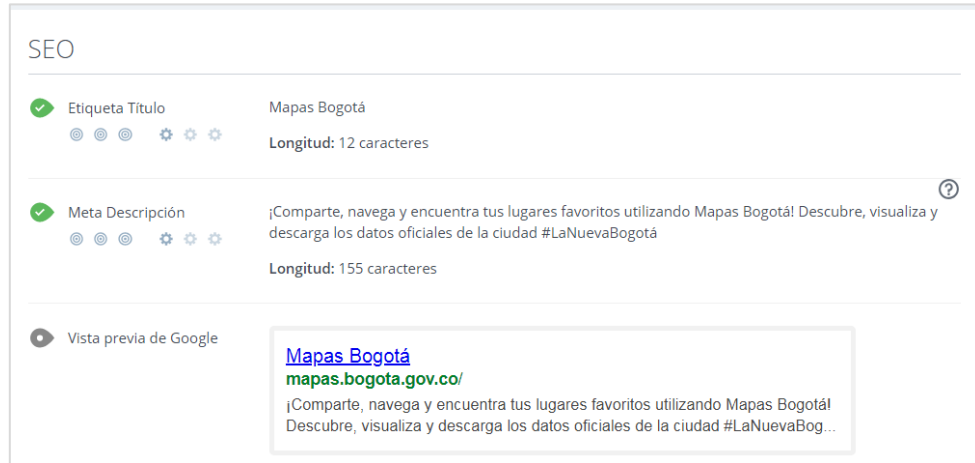 SEO
Etiqueta Título
Mapas Bogotá
Longitud: 12 caracteres
Meta Descripción
¡Comparte, navega y encuentra tus lugares favoritos utilizando Mapas Bogotá! Descubre, visualiza y
descarga los datos oficiales de la ciudad #LaNuevaBogotá
Longitud: 155 caracteres
Vista previa de Google
Mapas Bogotá
mapas.bogota.gov.co/
¡Comparte, navega y encuentra tus lugares favoritos utilizando Mapas Bogotá!
Descubre, visualiza y descarga los datos oficiales de la ciudad #LaNuevaBog...